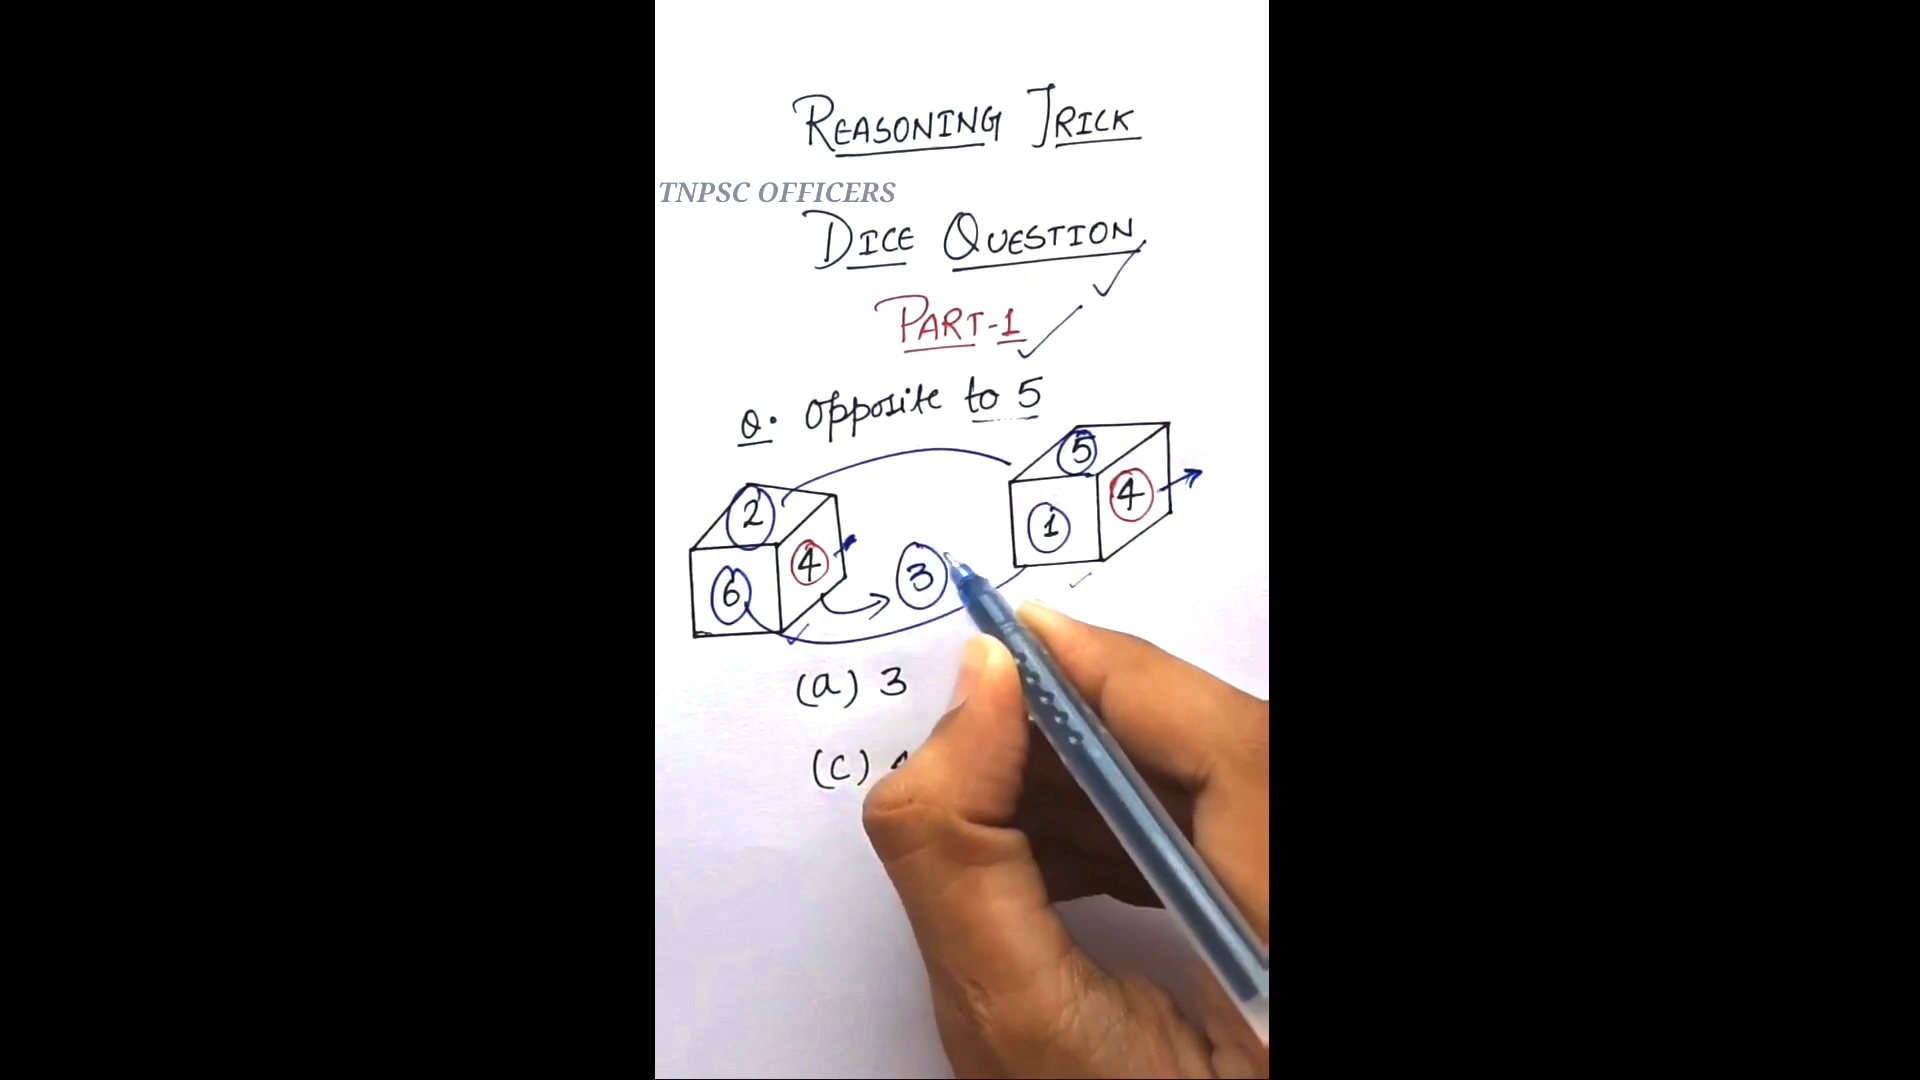 REASONING TRICK
TNPSC OFFICERS
DICE QUESTION
PART-1
Q. opposite to 5
2
6
4
3
5
1
4
(a) 3
(c)